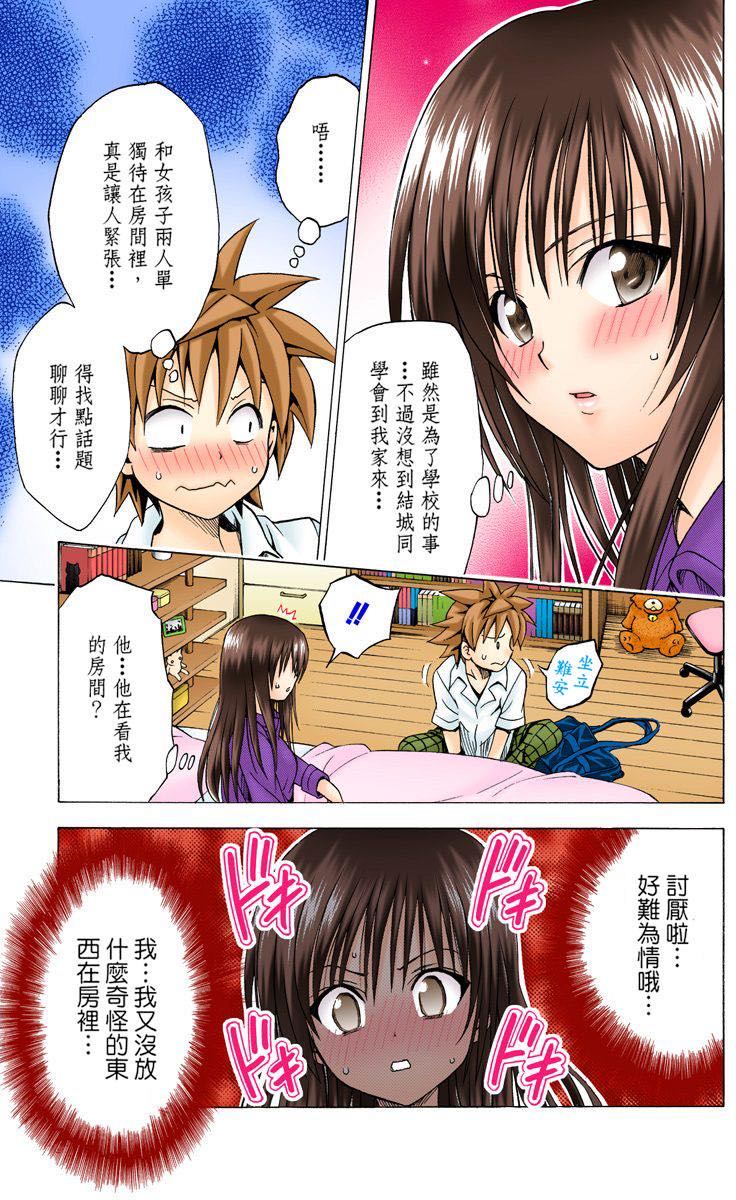 雖然是為了學校的事
⋯不過沒想到結城同
學會到我家來⋯
唔⋯⋯
和女孩子兩人單
獨待在房間裡，
真是讓人緊張⋯
得找點話題
聊聊才行⋯
坐立
難安
!!
他⋯他在看我
的房間？
討厭啦⋯
好難為情哦⋯
ドキ
ドキ
ドキ
ドキ
我⋯我又沒放
什麼奇怪的東
西在房裡⋯